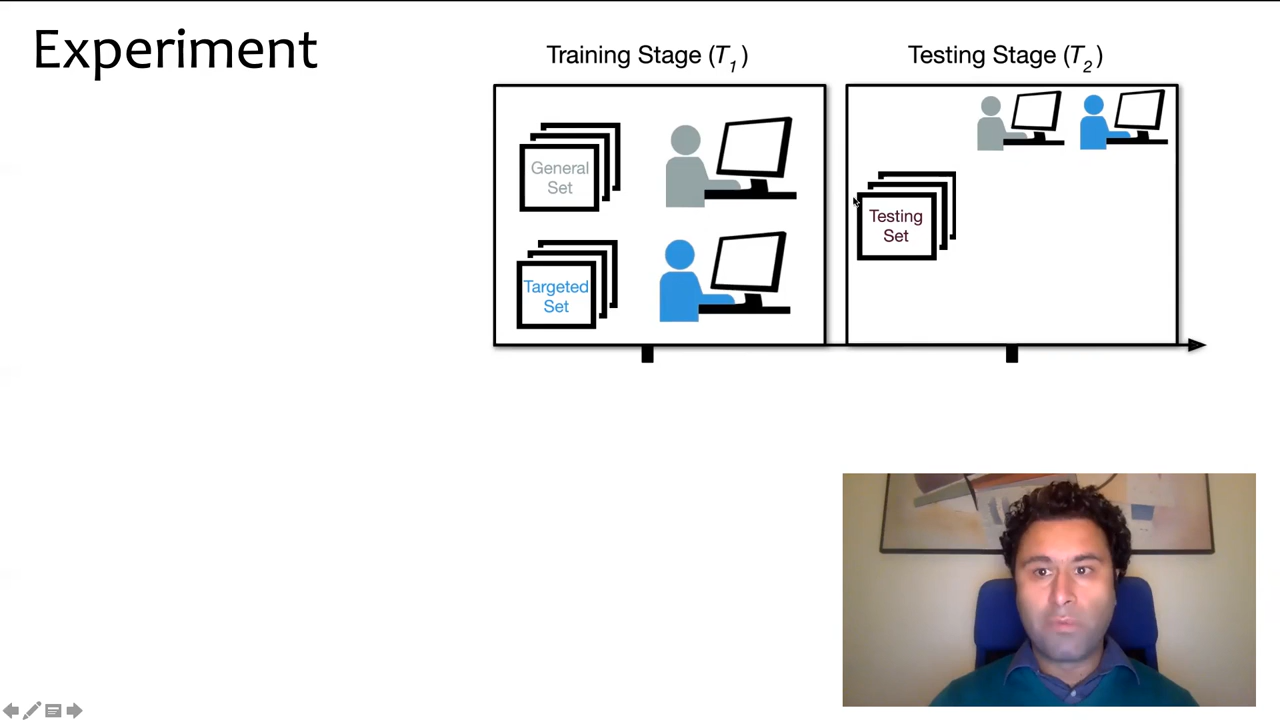 Experiment
Training Stage (T1)
Testing Stage (T2)
General
Set
Targeted
Set
Testing
Set